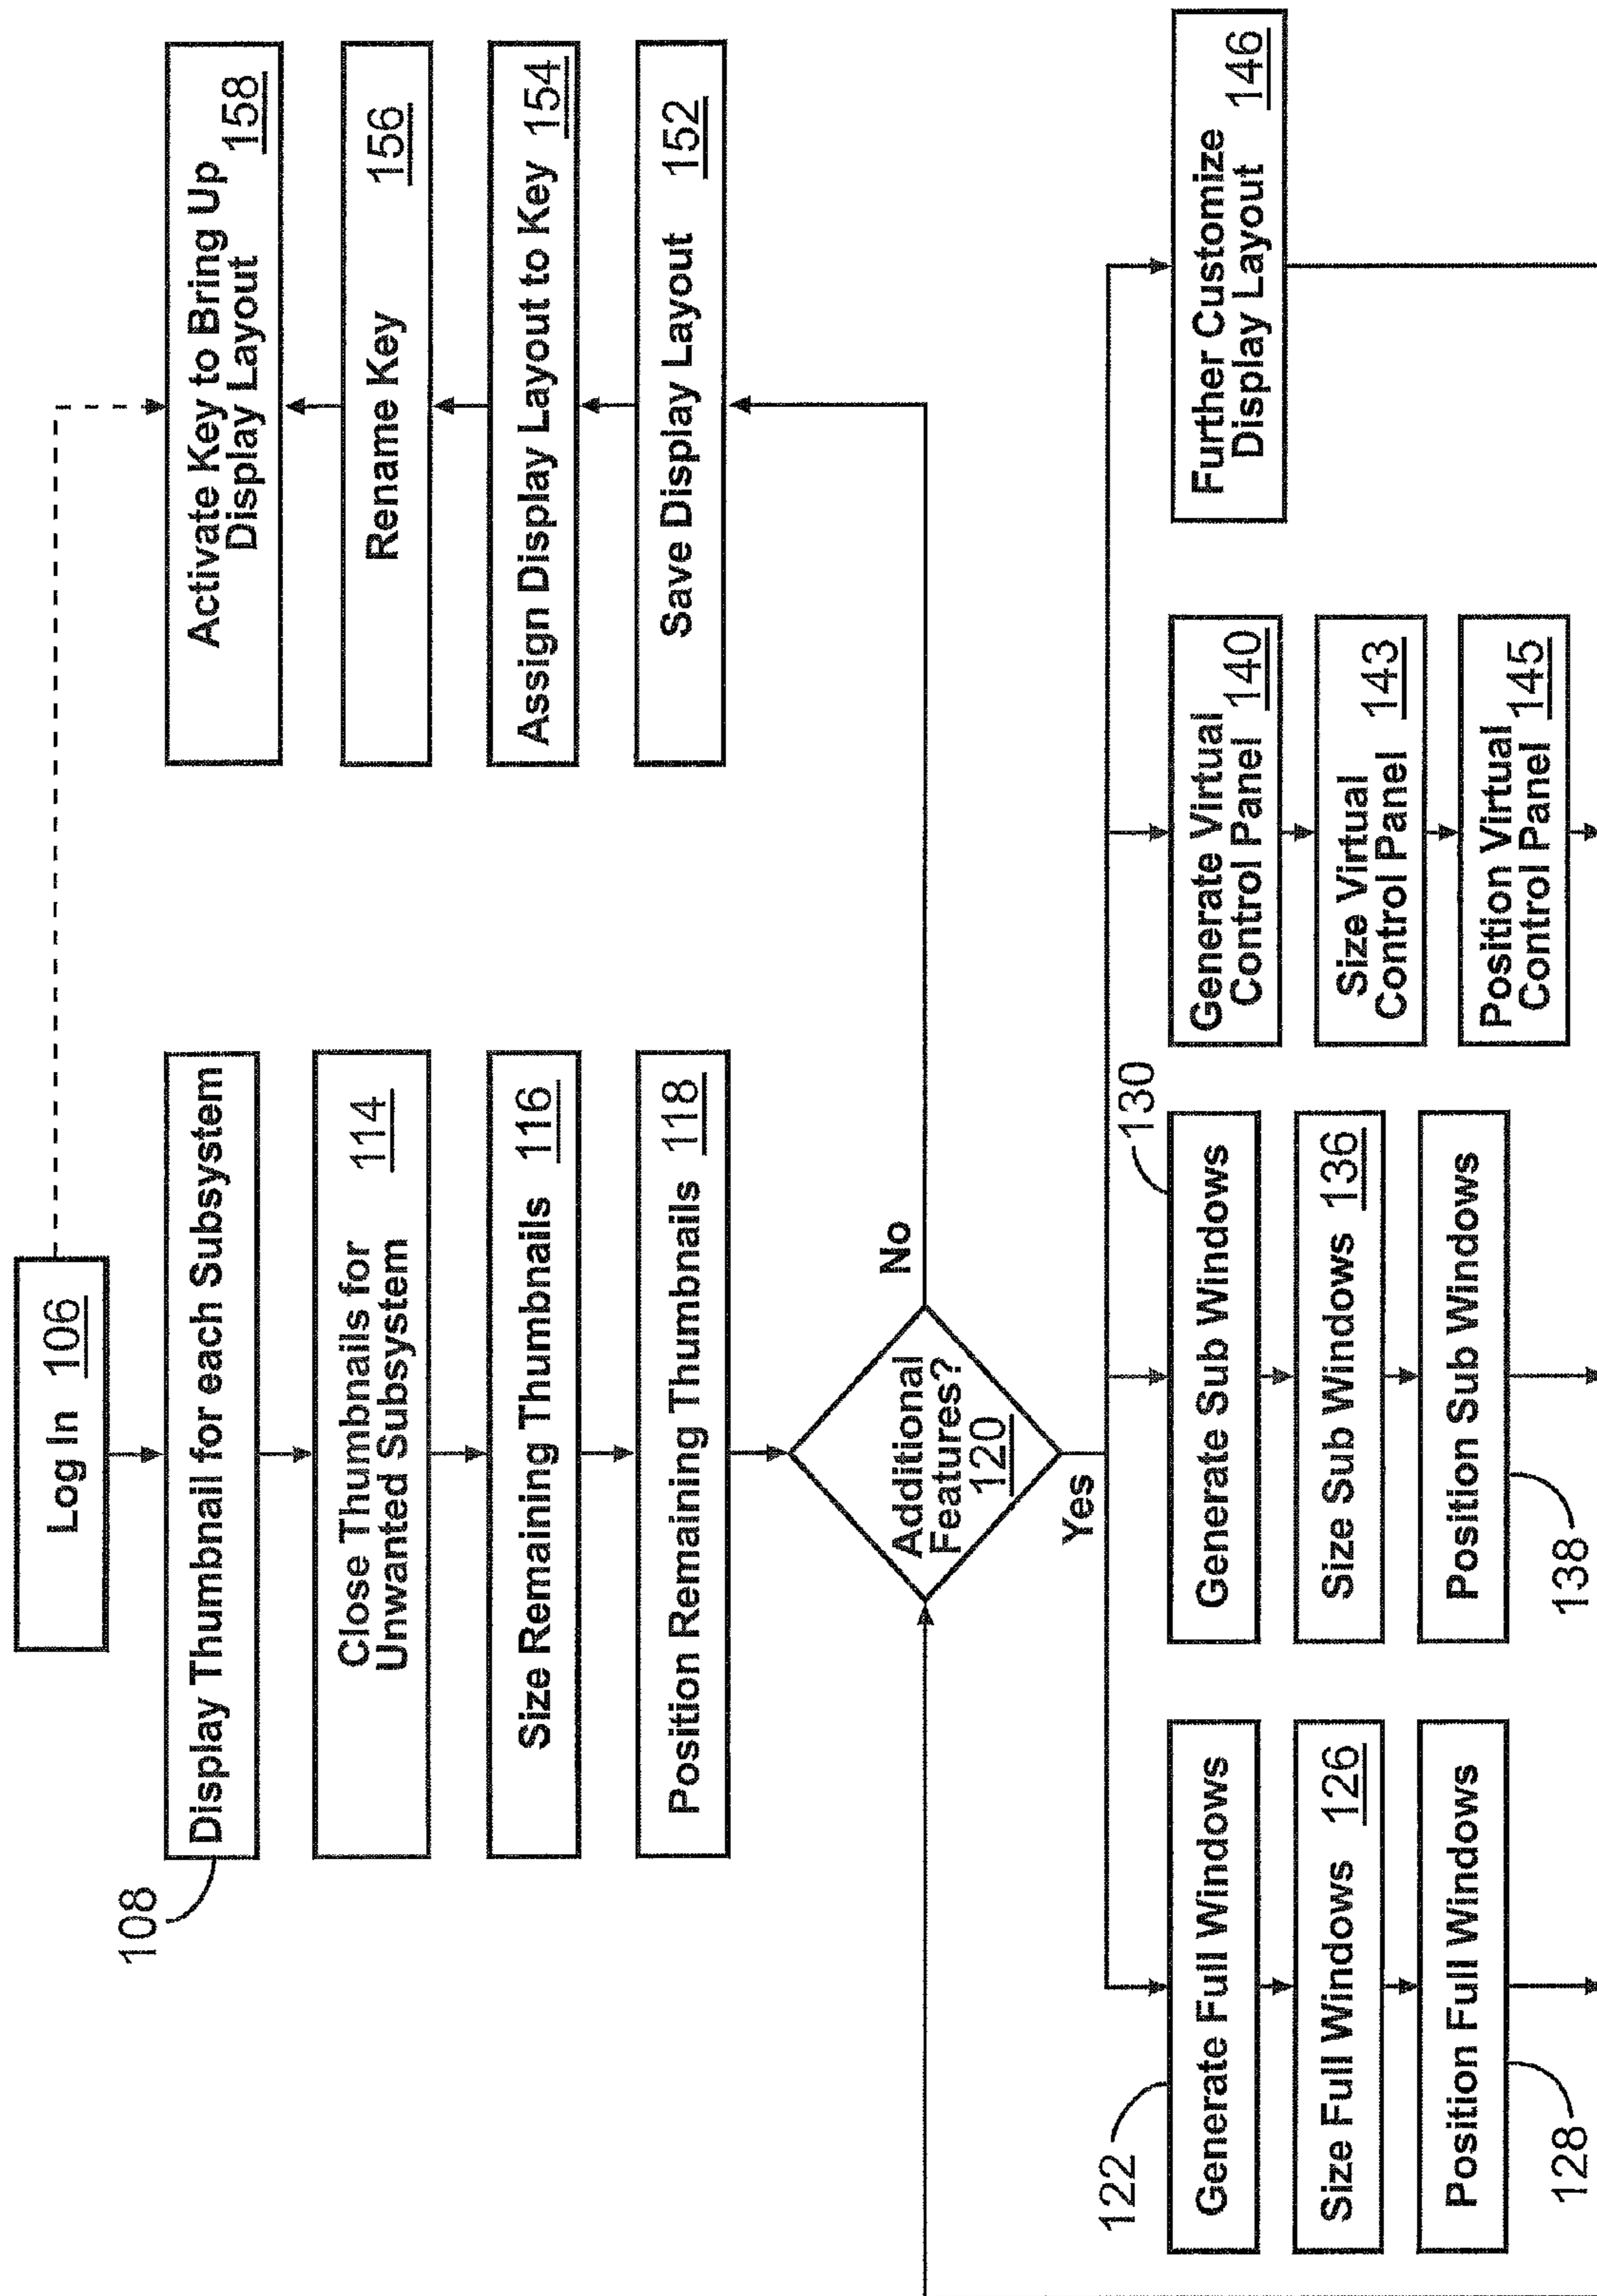 Log In 106
108
Display Thumbnail for each Subsystem
Close Thumbnails for
Unwanted Subsystem
114
Size Remaining Thumbnails 116
Position Remaining Thumbnails 118
Additional
Features?
120
No
Yes
Activate Key to Bring Up
Display Layout
158
Rename Key 156
Assign Display Layout to Key 154
Save Display Layout 152
122
Generate Full Windows
Size Full Windows 126
Position Full Windows
128
130
Generate Sub Windows
Size Sub Windows 136
Position Sub Windows
138
Generate Virtual
Control Panel 140
Size Virtual
Control Panel 143
Position Virtual
Control Panel 145
Further Customize
Display Layout 146